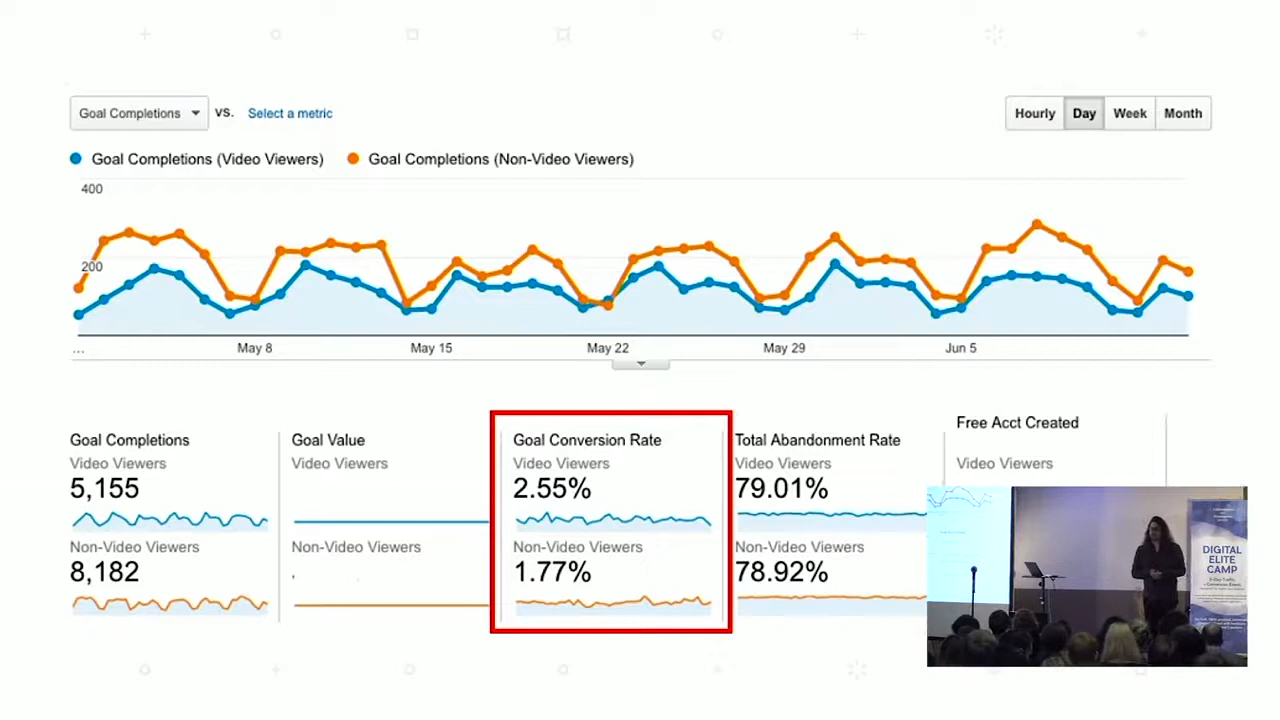 Goal Completions vs. Select a metric
Hourly Day Week Month
Goal Completions (Video Viewers) Goal Completions (Non-Video Viewers)
400
200
... May 8 May 15 May 22 May 29 Jun 5
Goal Completions
Video Viewers
5,155
Non-Video Viewers
8,182
Goal Value
Video Viewers
Non-Video Viewers
Goal Conversion Rate
Video Viewers
2.55%
Non-Video Viewers
1.77%
Total Abandonment Rate
Video Viewers
79.01%
Non-Video Viewers
78.92%
Free Acct Created
Video Viewers
DIGITAL
ELITE
CAMP